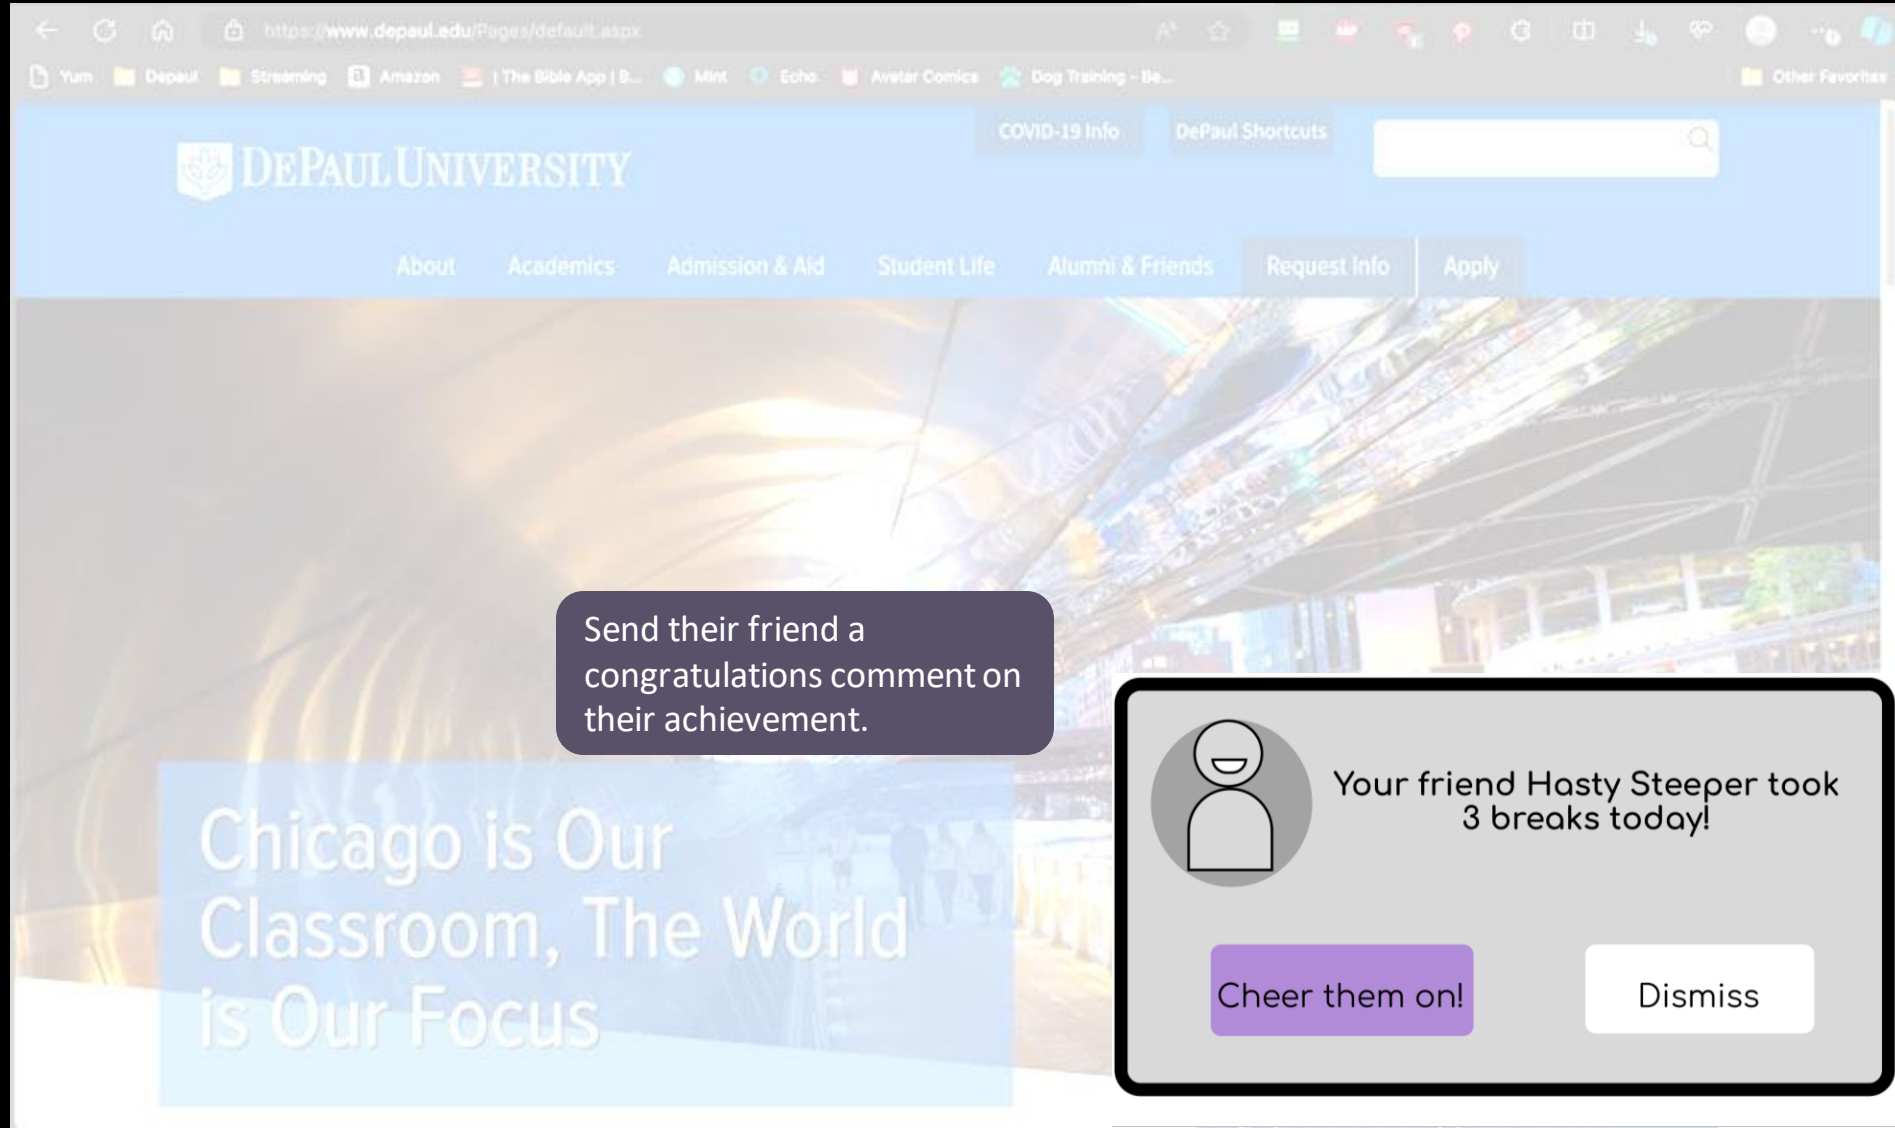 https://www.depaul.edu/Pages/default.aspx
Yum Depaul Streaming Amazon | The Bible App | B... Mint Echo Avatar Comics Dog Training - Be... Other Favorites
COVID-19 Info DePaul Shortcuts
DEPAUL UNIVERSITY
About Academics Admission & Aid Student Life Alumni & Friends Request Info Apply
Send their friend a
congratulations comment on
their achievement.
Chicago is Our
Classroom, The World
is Our Focus
Your friend Hasty Steeper took
3 breaks today!
Cheer them on! Dismiss